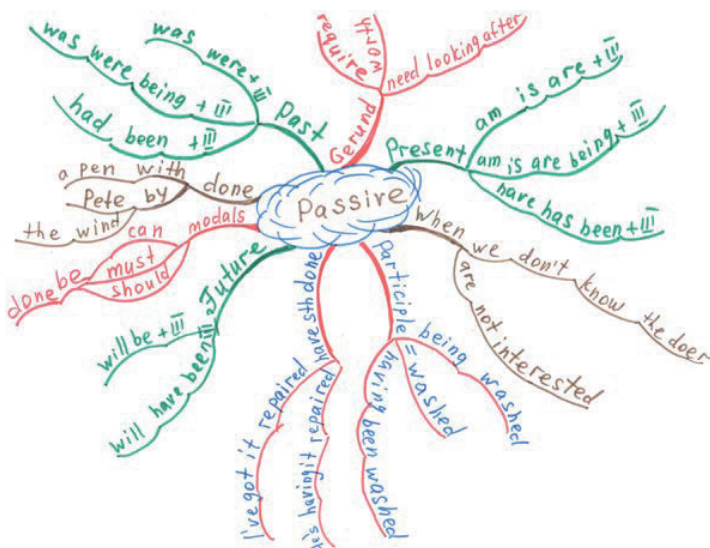 Passive
Gerund
require
worth
need looking after
Present
am is are + III
am is are being + III
have has been + III
When
we don't know the doer
are not interested
Participle
being washed
= washed
having been washed
have sth done
's having it repaired
I've got it repaired
Future
will be + III
will have been III
modals
can
must
should
be done
done
with
a pen
by
Pete
the wind
Past
was were + III
was were being + III
had been + III